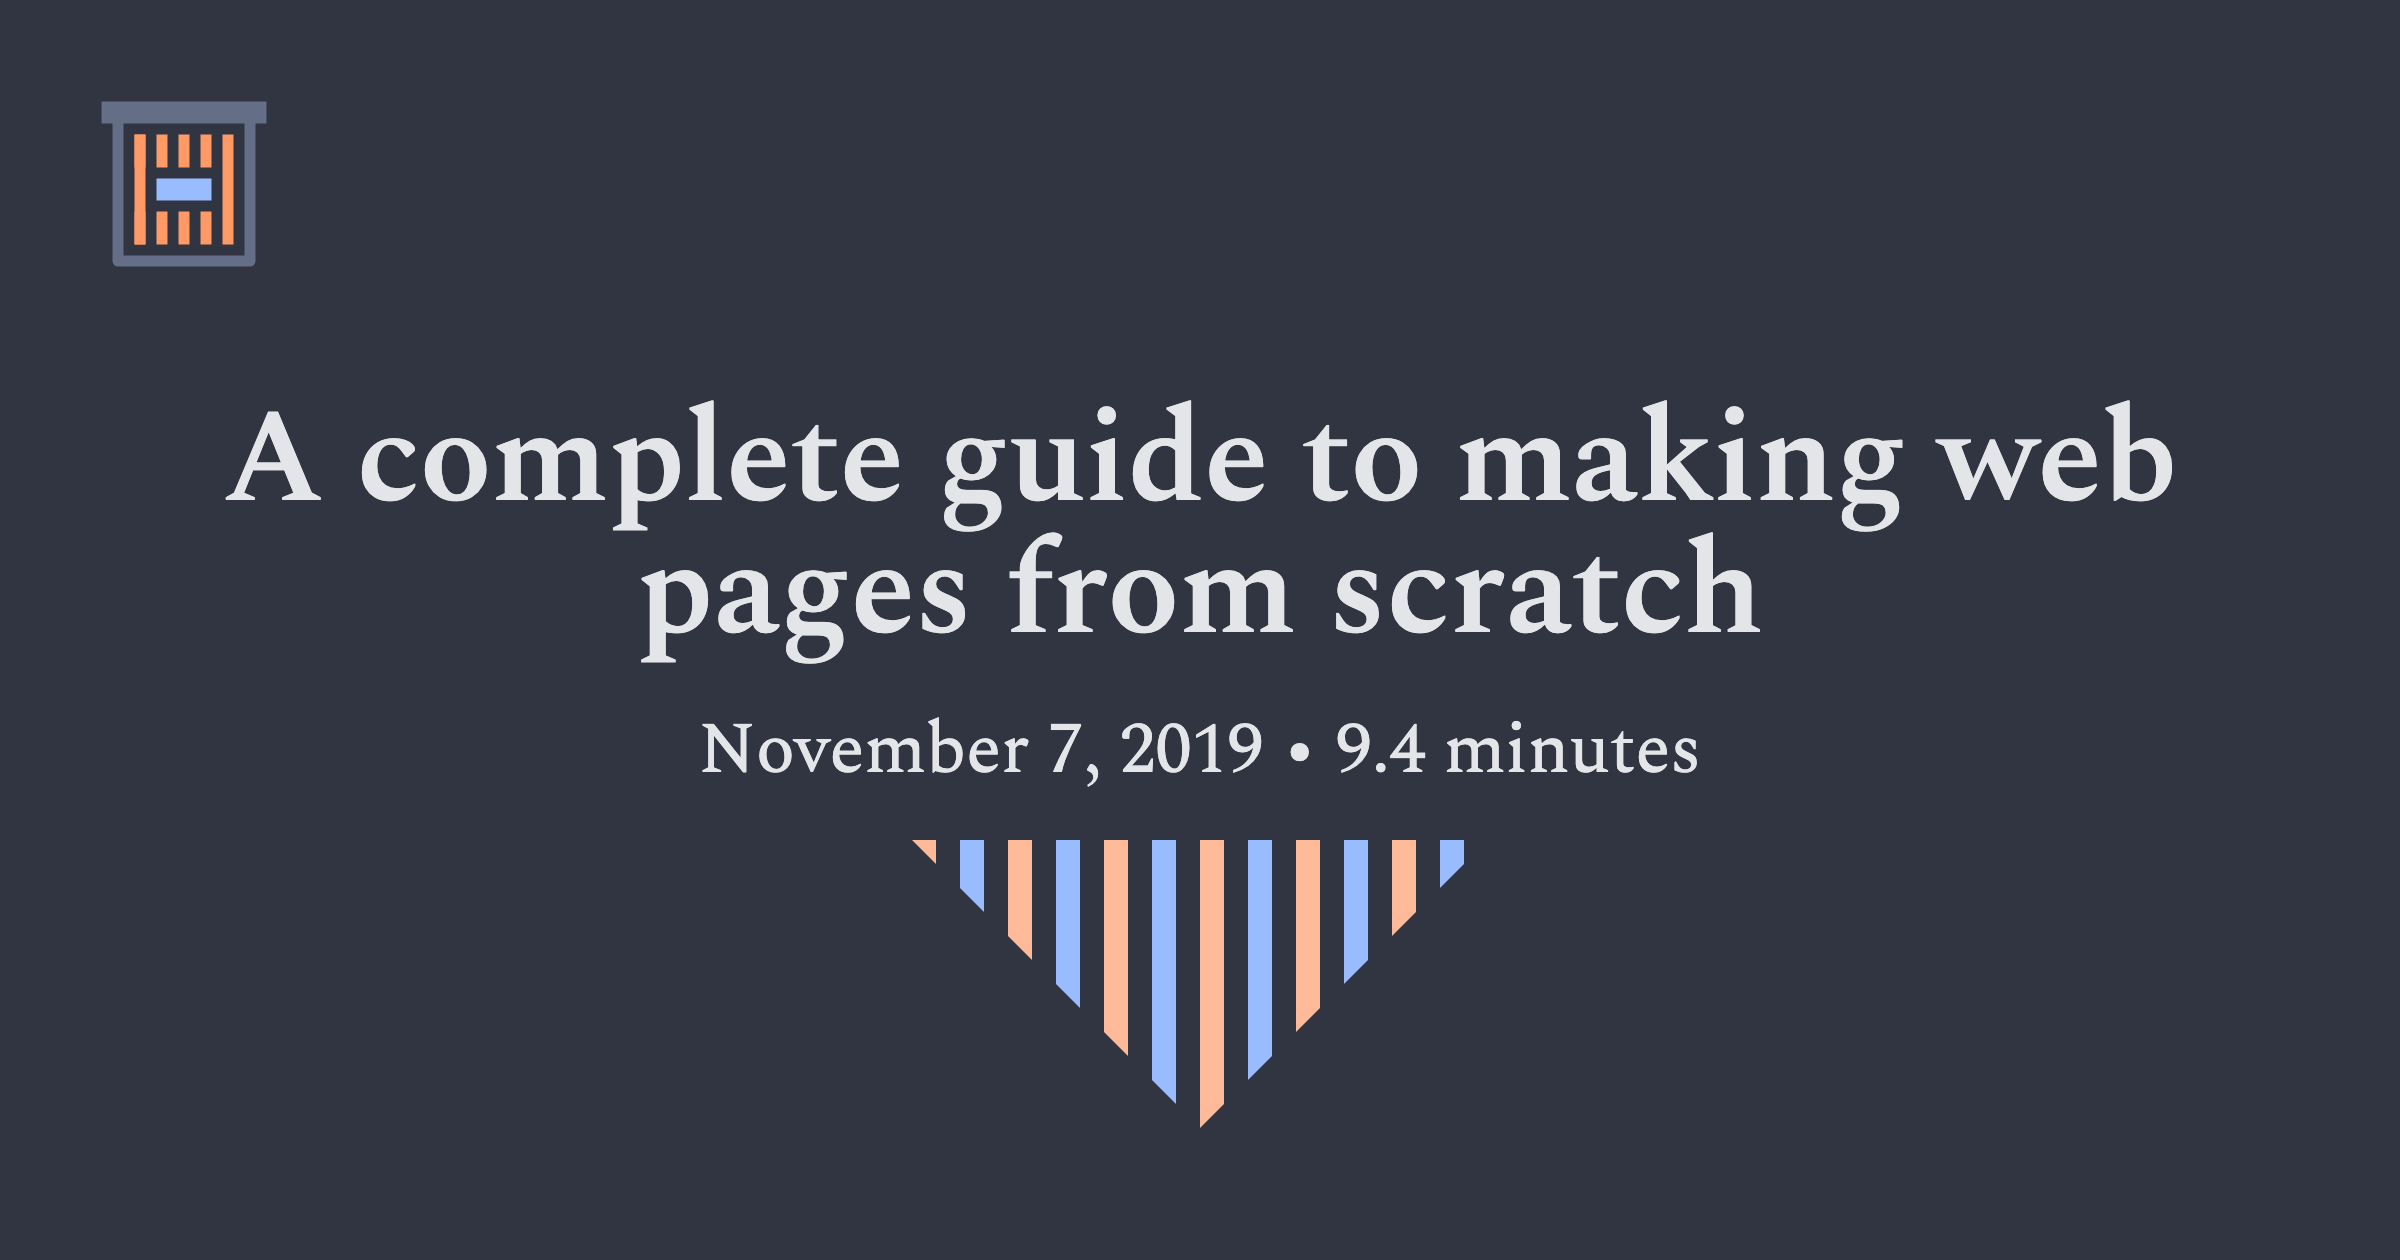 A complete guide to making web
pages from scratch
November 7, 2019 • 9.4 minutes